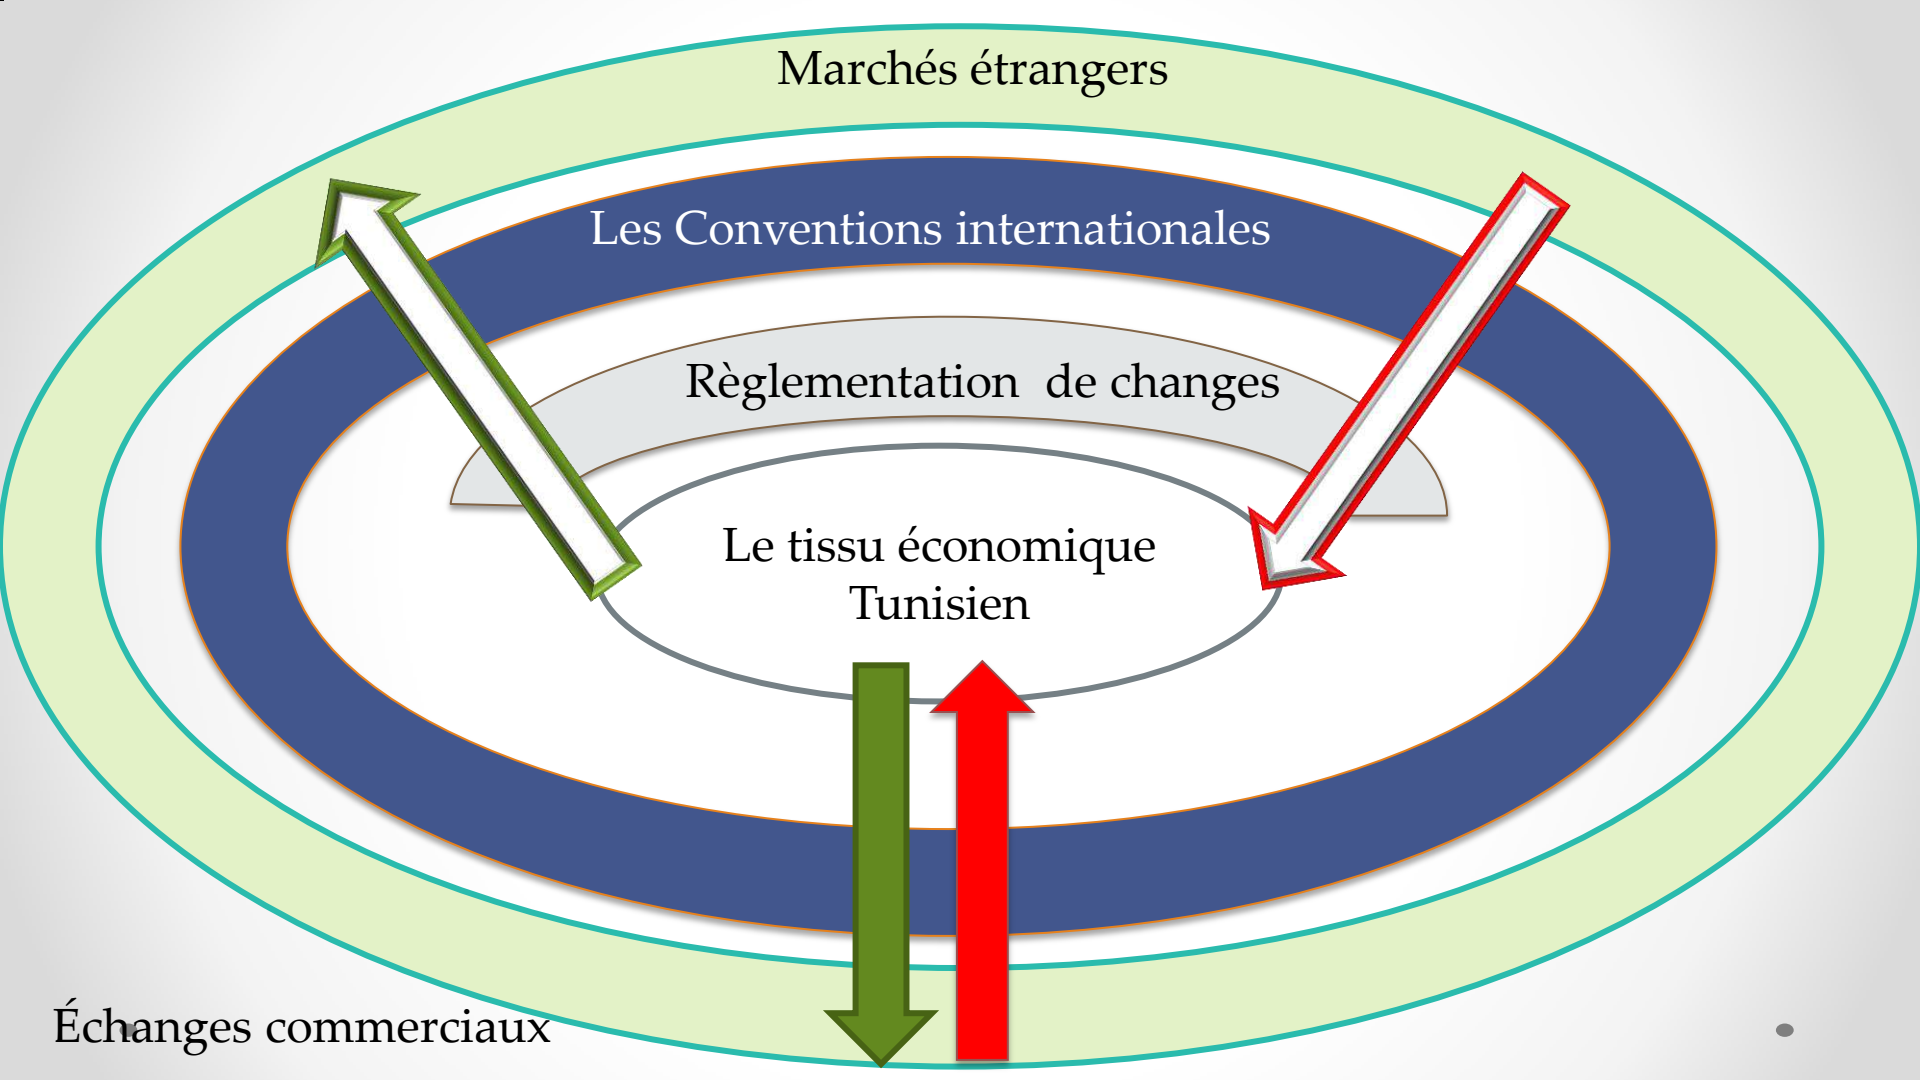 Marchés étrangers
Les Conventions internationales
Règlementation  de changes
Le tissu économique
Tunisien
Échanges commerciaux